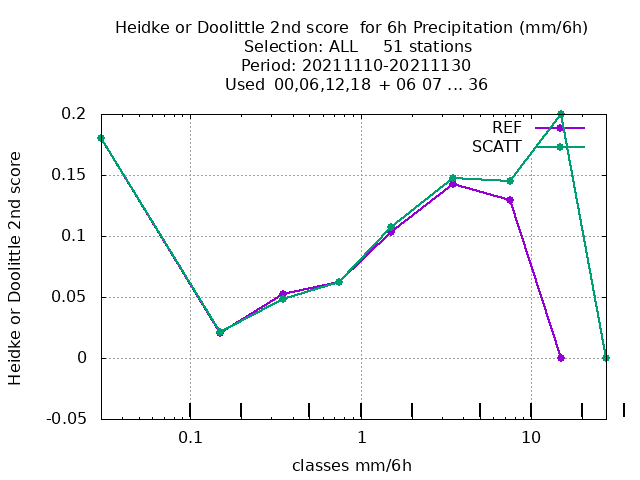 Heidke or Doolittle 2nd score  for 6h Precipitation (mm/6h)
Selection: ALL     51 stations
Period: 20211110-20211130
Used  00,06,12,18  + 06 07 ... 36
REF
SCATT
Heidke or Doolittle 2nd score
0.2
0.15
0.1
0.05
0
-0.05
0.1
1
10
classes mm/6h